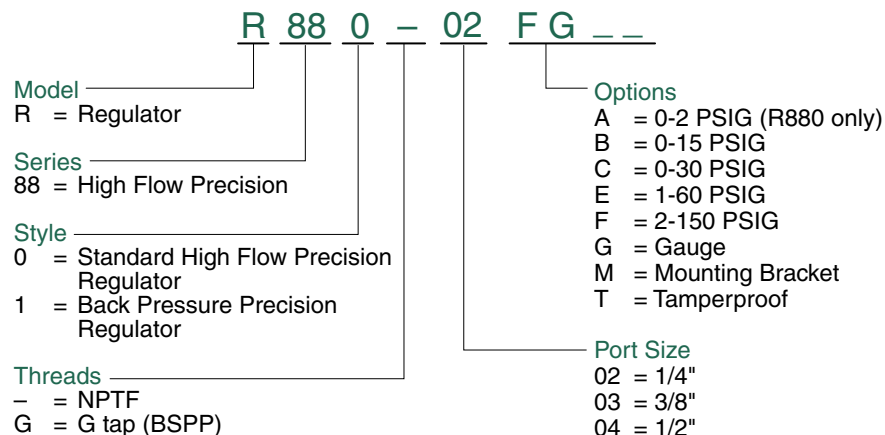 R 88 0 – 02 F G _ _
Model
R = Regulator
Series
88 = High Flow Precision
Style
0 = Standard High Flow Precision
Regulator
1 = Back Pressure Precision
Regulator
Threads
– = NPTF
G = G tap (BSPP)
Options
A = 0-2 PSIG (R880 only)
B = 0-15 PSIG
C = 0-30 PSIG
E = 1-60 PSIG
F = 2-150 PSIG
G = Gauge
M = Mounting Bracket
T = Tamperproof
Port Size
02 = 1/4"
03 = 3/8"
04 = 1/2"